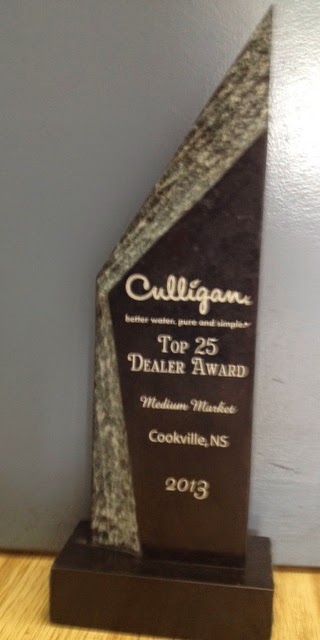 Culligan.
better water. pure and simple.
Top 25
Dealer Award
Medium Market
Cookville, NS
2013